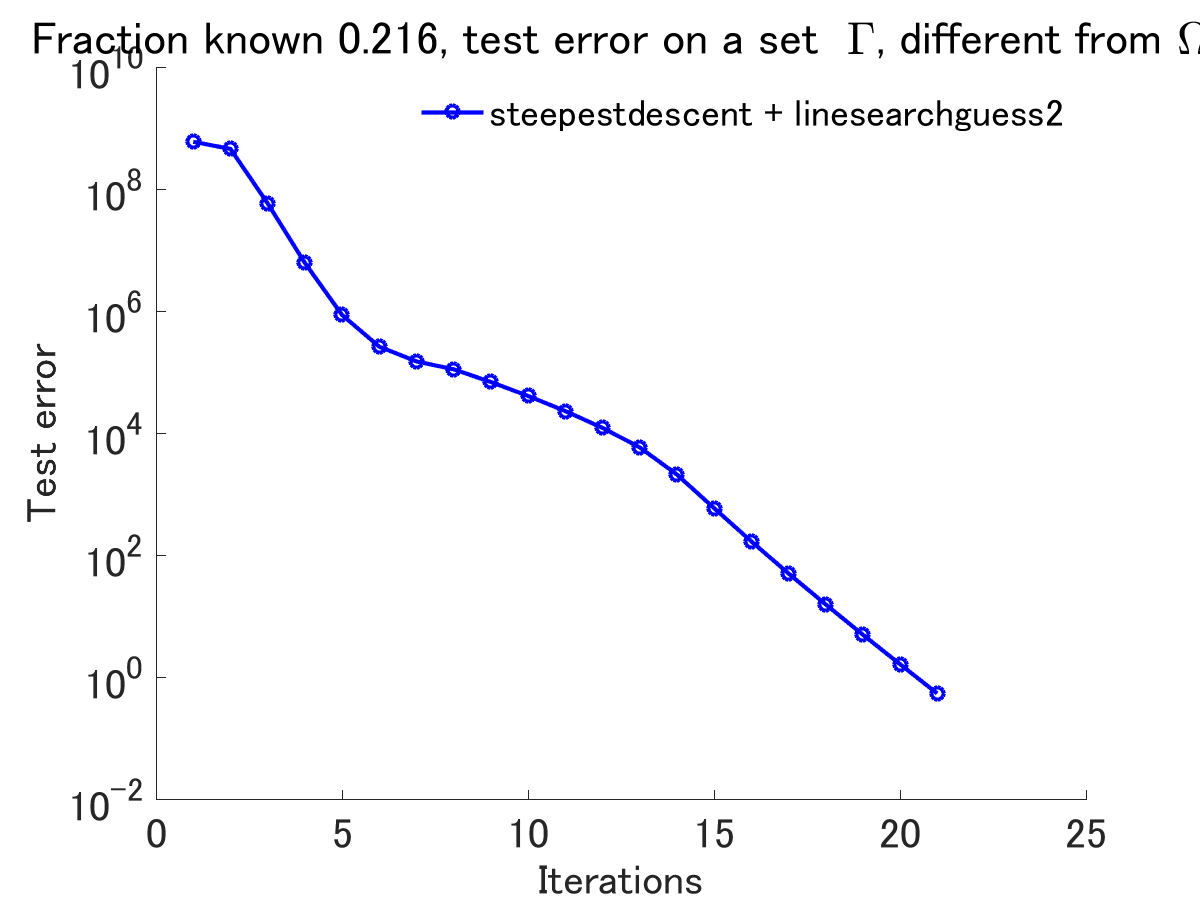 Fraction known 0.216, test error on a set Γ, different from Ω
10^10
steepestdescent + linesearchguess2
10^8
10^6
10^4
10^2
10^0
10^-2
Test error
0 5 10 15 20 25
Iterations